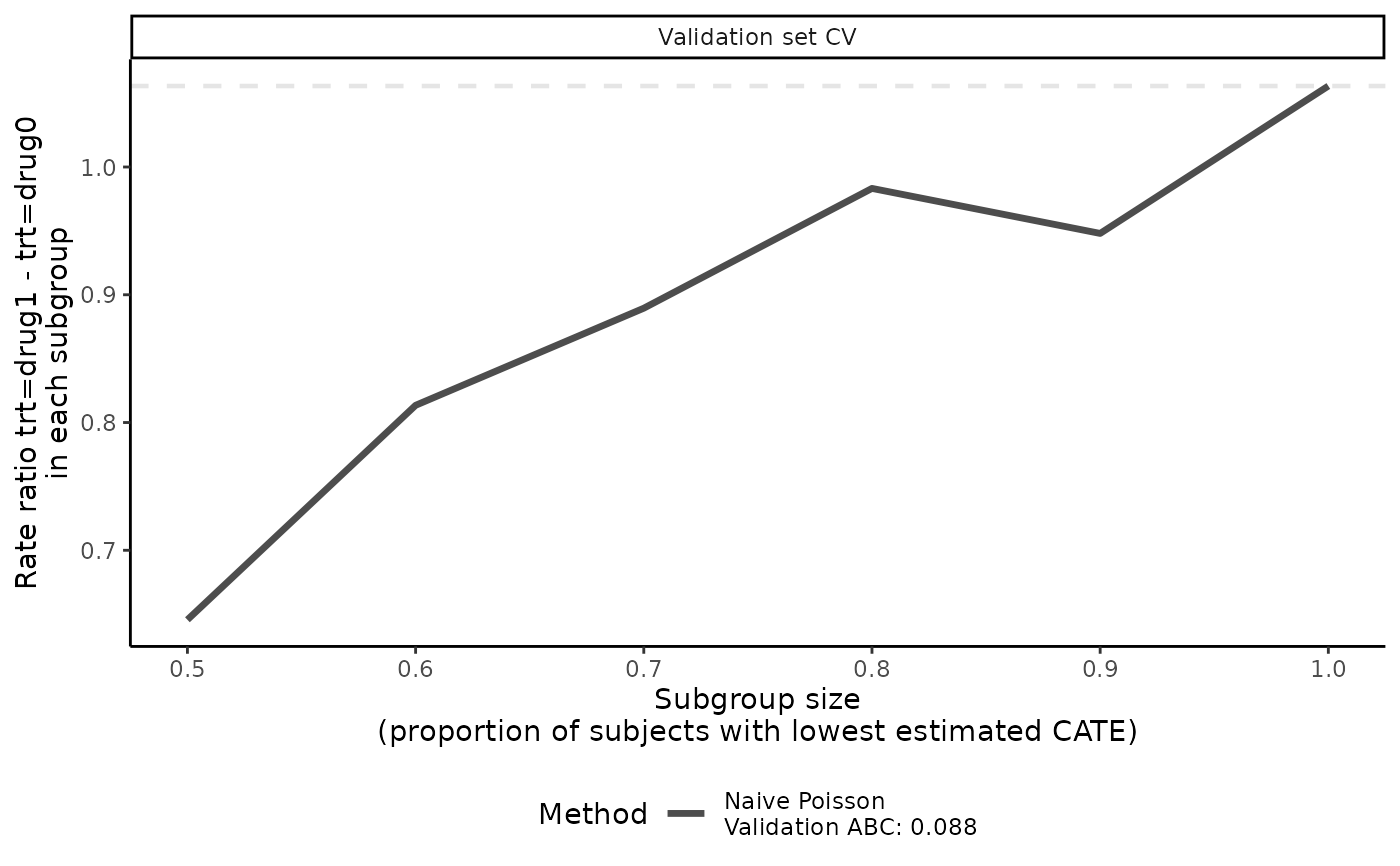 Validation set CV
Rate ratio trt=drug1 - trt=drug0
in each subgroup
1.0
0.9
0.8
0.7
0.5 0.6 0.7 0.8 0.9 1.0
Subgroup size
(proportion of subjects with lowest estimated CATE)
Method
Naive Poisson
Validation ABC: 0.088